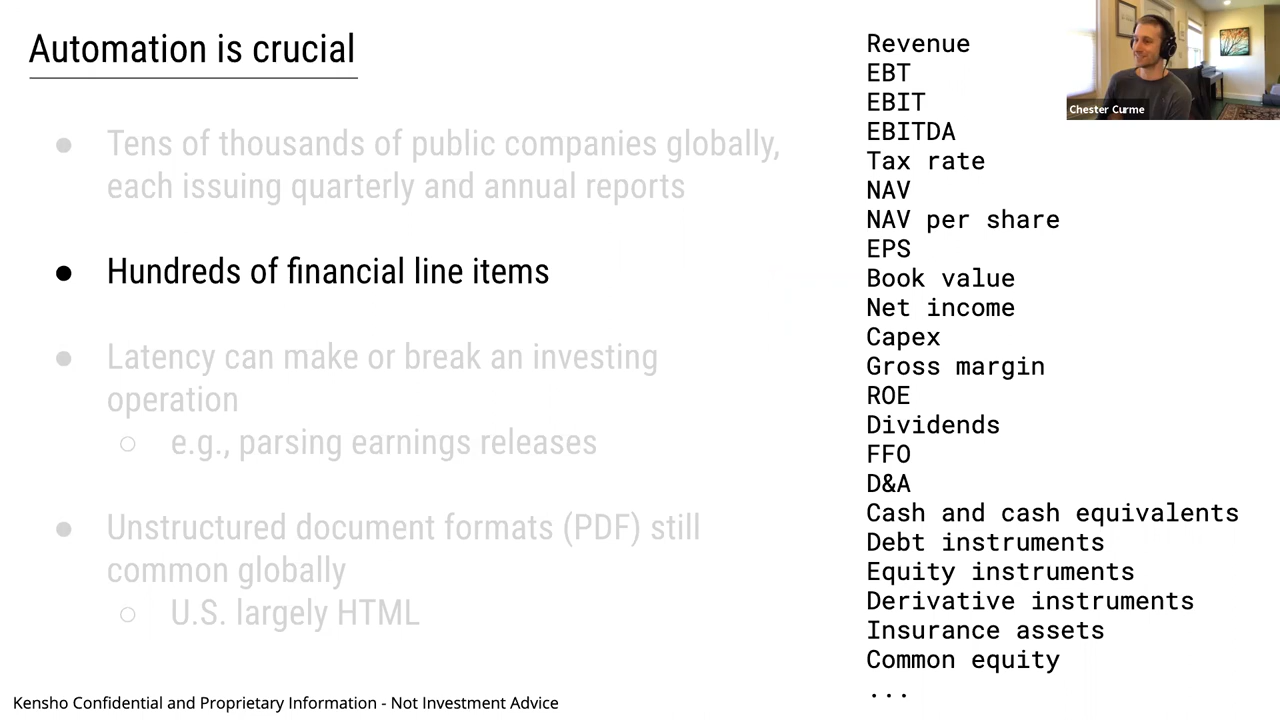 Automation is crucial
● Tens of thousands of public companies globally,
each issuing quarterly and annual reports
● Hundreds of financial line items
● Latency can make or break an investing
operation
○ e.g., parsing earnings releases
● Unstructured document formats (PDF) still
common globally
○ U.S. largely HTML
Revenue
EBT
EBIT
EBITDA
Tax rate
NAV
NAV per share
EPS
Book value
Net income
Capex
Gross margin
ROE
Dividends
FFO
D&A
Cash and cash equivalents
Debt instruments
Equity instruments
Derivative instruments
Insurance assets
Common equity
...
Chester Curme
Kensho Confidential and Proprietary Information - Not Investment Advice